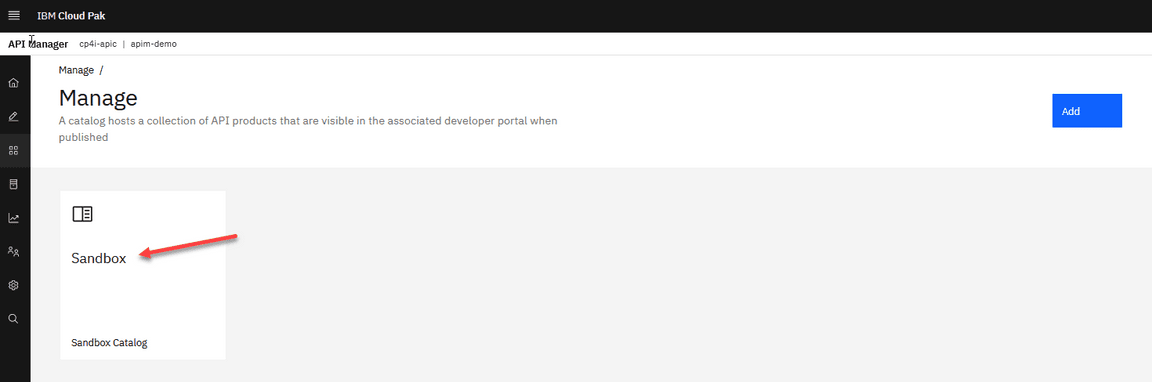 IBM Cloud Pak
API Manager cp4i-apic | apim-demo
Manage /
Manage
A catalog hosts a collection of API products that are visible in the associated developer portal when
published
Add
Sandbox
Sandbox Catalog